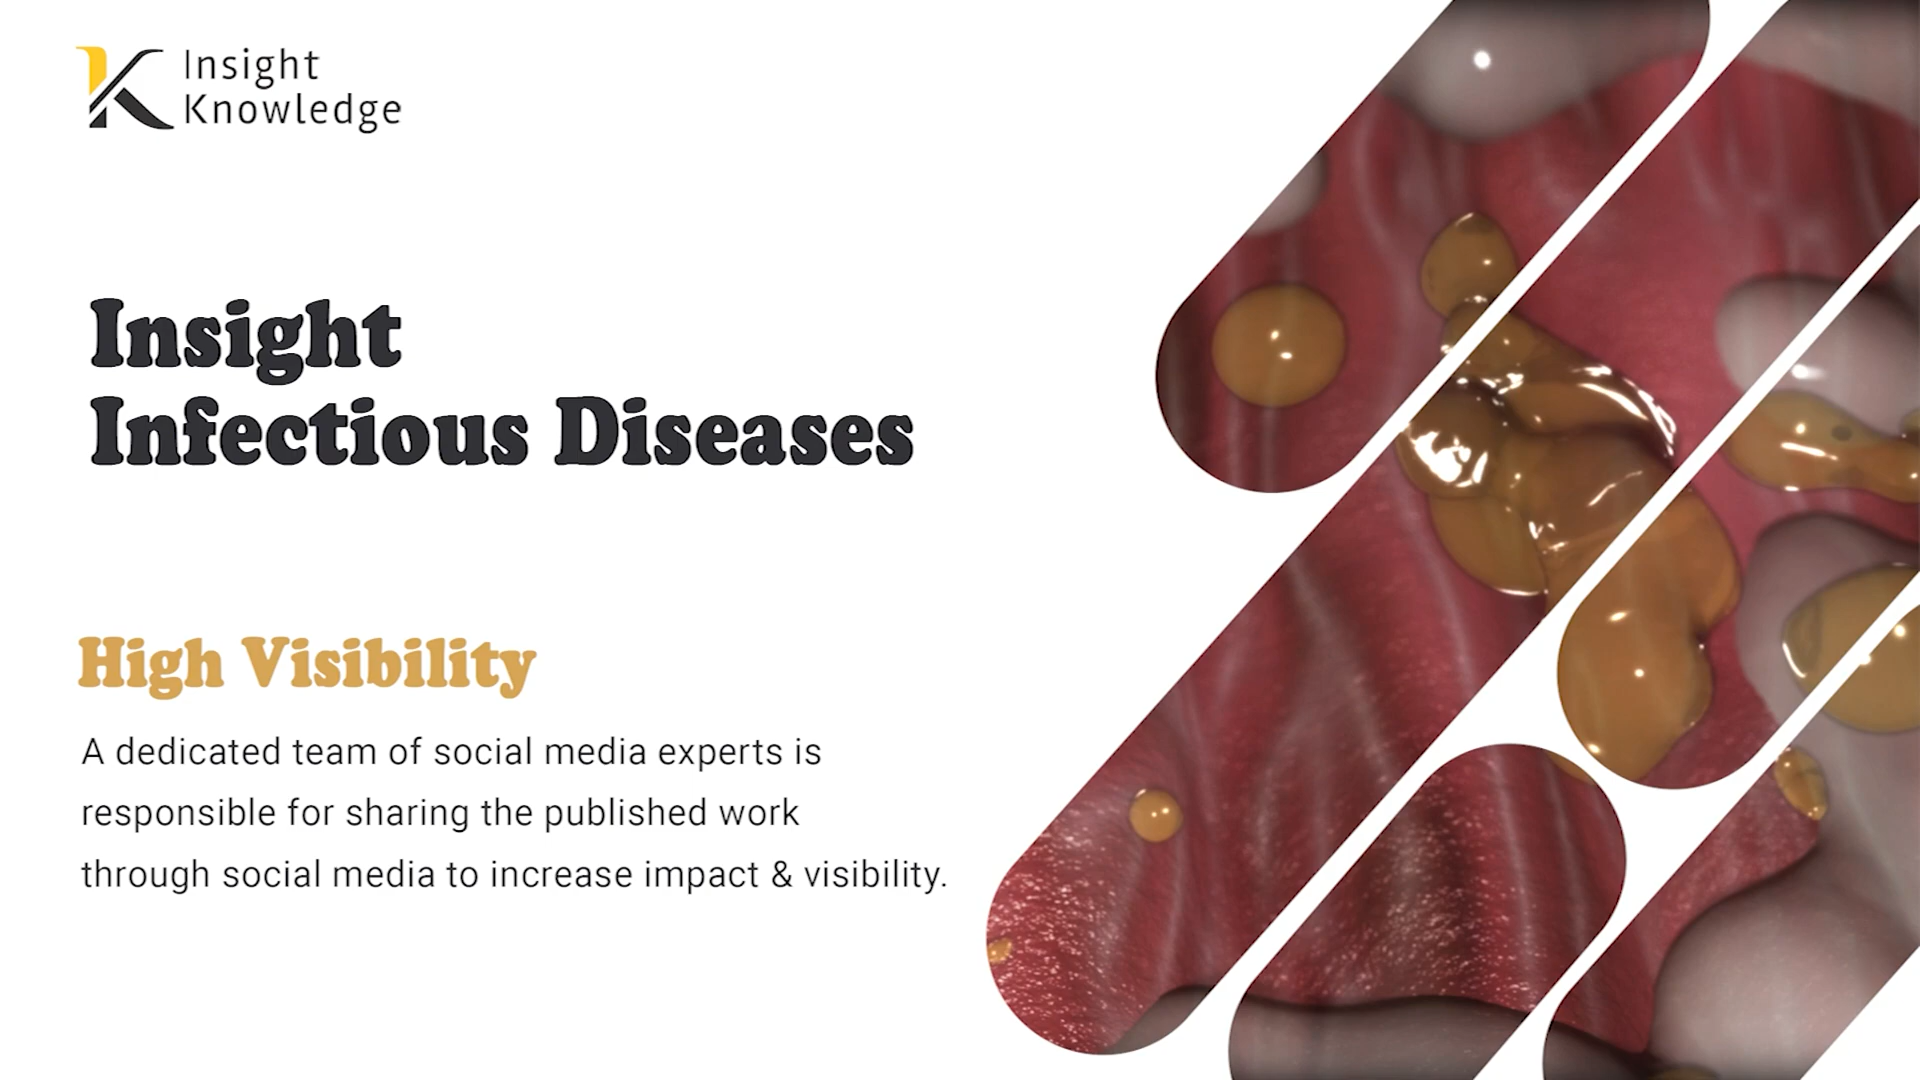 Insight
Knowledge
Insight
Infectious Diseases
High Visibility
A dedicated team of social media experts is
responsible for sharing the published work
through social media to increase impact & visibility.